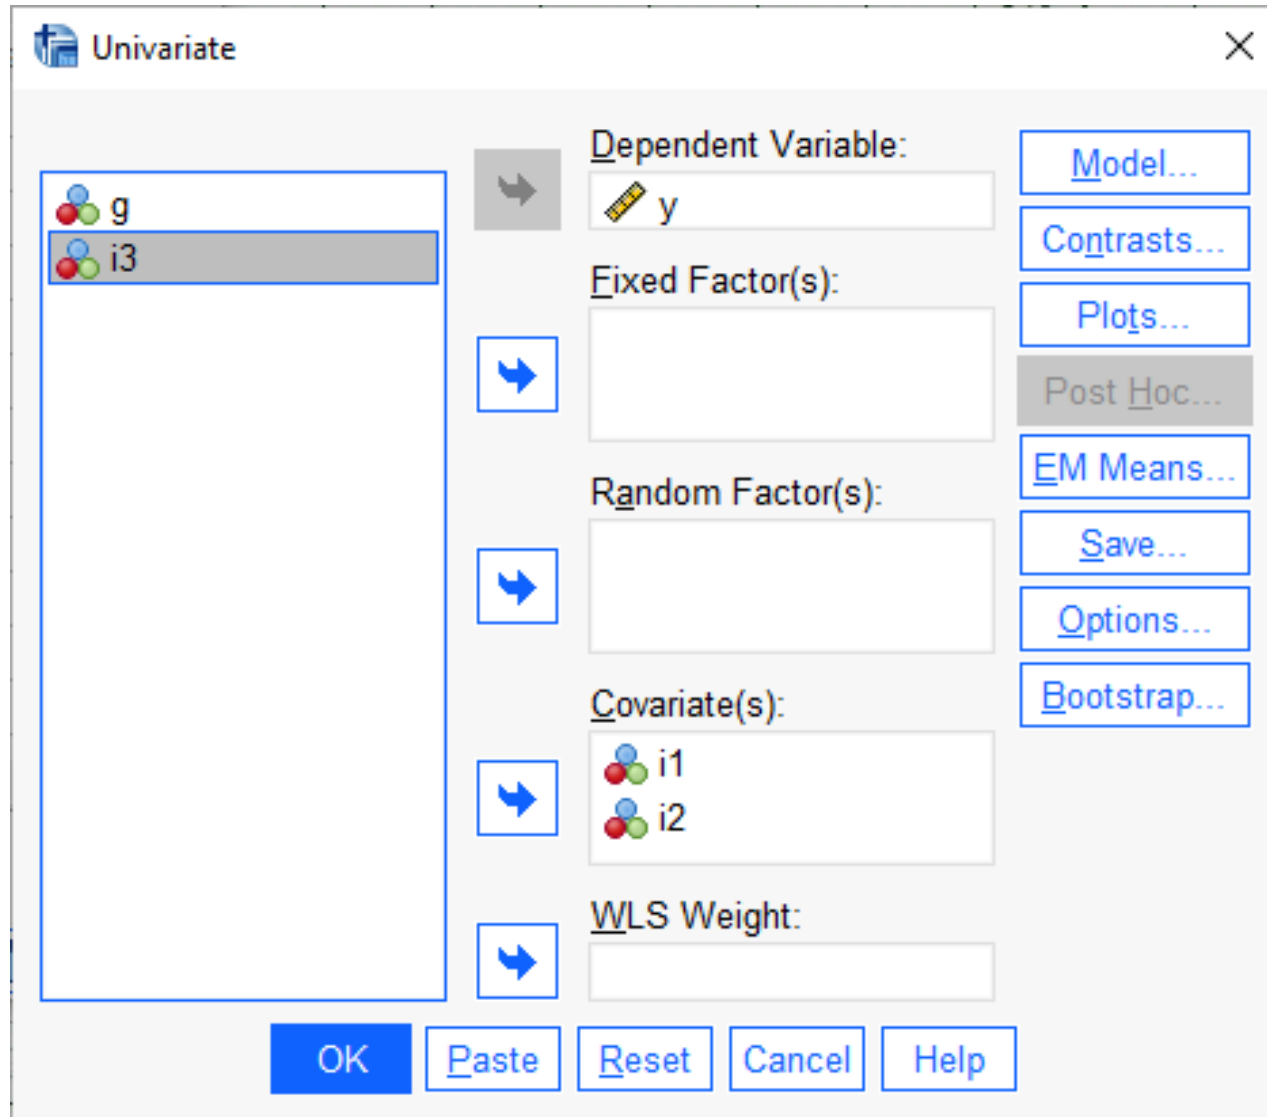 Univariate
g
i3
Dependent Variable:
y
Fixed Factor(s):
Random Factor(s):
Covariate(s):
i1
i2
WLS Weight:
Model...
Contrasts...
Plots...
Post Hoc...
EM Means...
Save...
Options...
Bootstrap...
OK
Paste
Reset
Cancel
Help